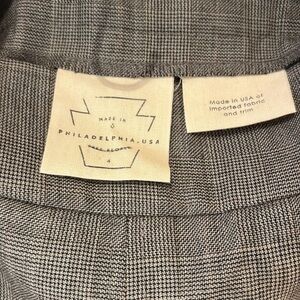 MADE IN
PHILADELPHIA, USA
4
Made in USA of
imported fabric
and trim